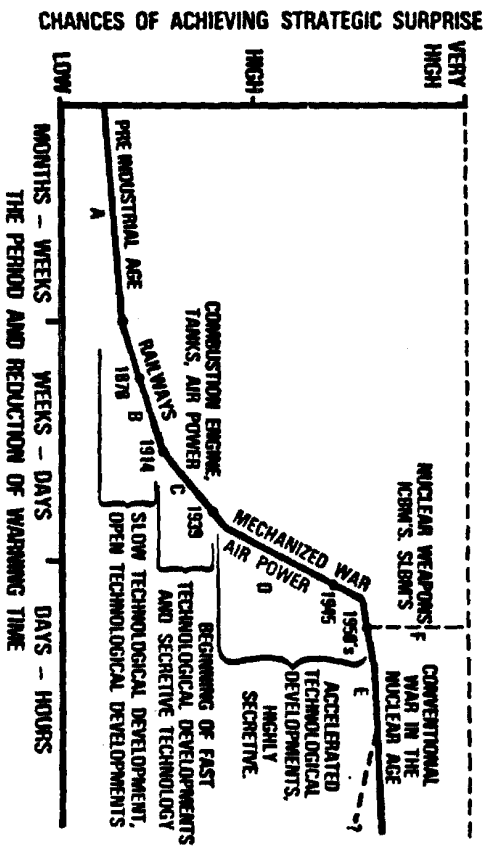 CHANCES OF ACHIEVING STRATEGIC SURPRISE
VERY
HIGH
HIGH
LOW
PRE INDUSTRIAL AGE
A
RAILWAYS
1870
B
1914
COMBUSTION ENGINE,
TANKS, AIR POWER
C
1939
MECHANIZED WAR
AIR POWER
D
1945
1950's
NUCLEAR WEAPONS
ICBM'S, SLBM'S
F
E
CONVENTIONAL
WAR IN THE
NUCLEAR AGE
?
ACCELERATED
TECHNOLOGICAL
DEVELOPMENTS,
HIGHLY
SECRETIVE.
BEGINNING OF FAST
TECHNOLOGICAL DEVELOPMENTS
AND SECRETIVE TECHNOLOGY
SLOW TECHNOLOGICAL DEVELOPMENT,
OPEN TECHNOLOGICAL DEVELOPMENTS
MONTHS – WEEKS
WEEKS – DAYS
DAYS – HOURS
THE PERIOD AND REDUCTION OF WARNING TIME